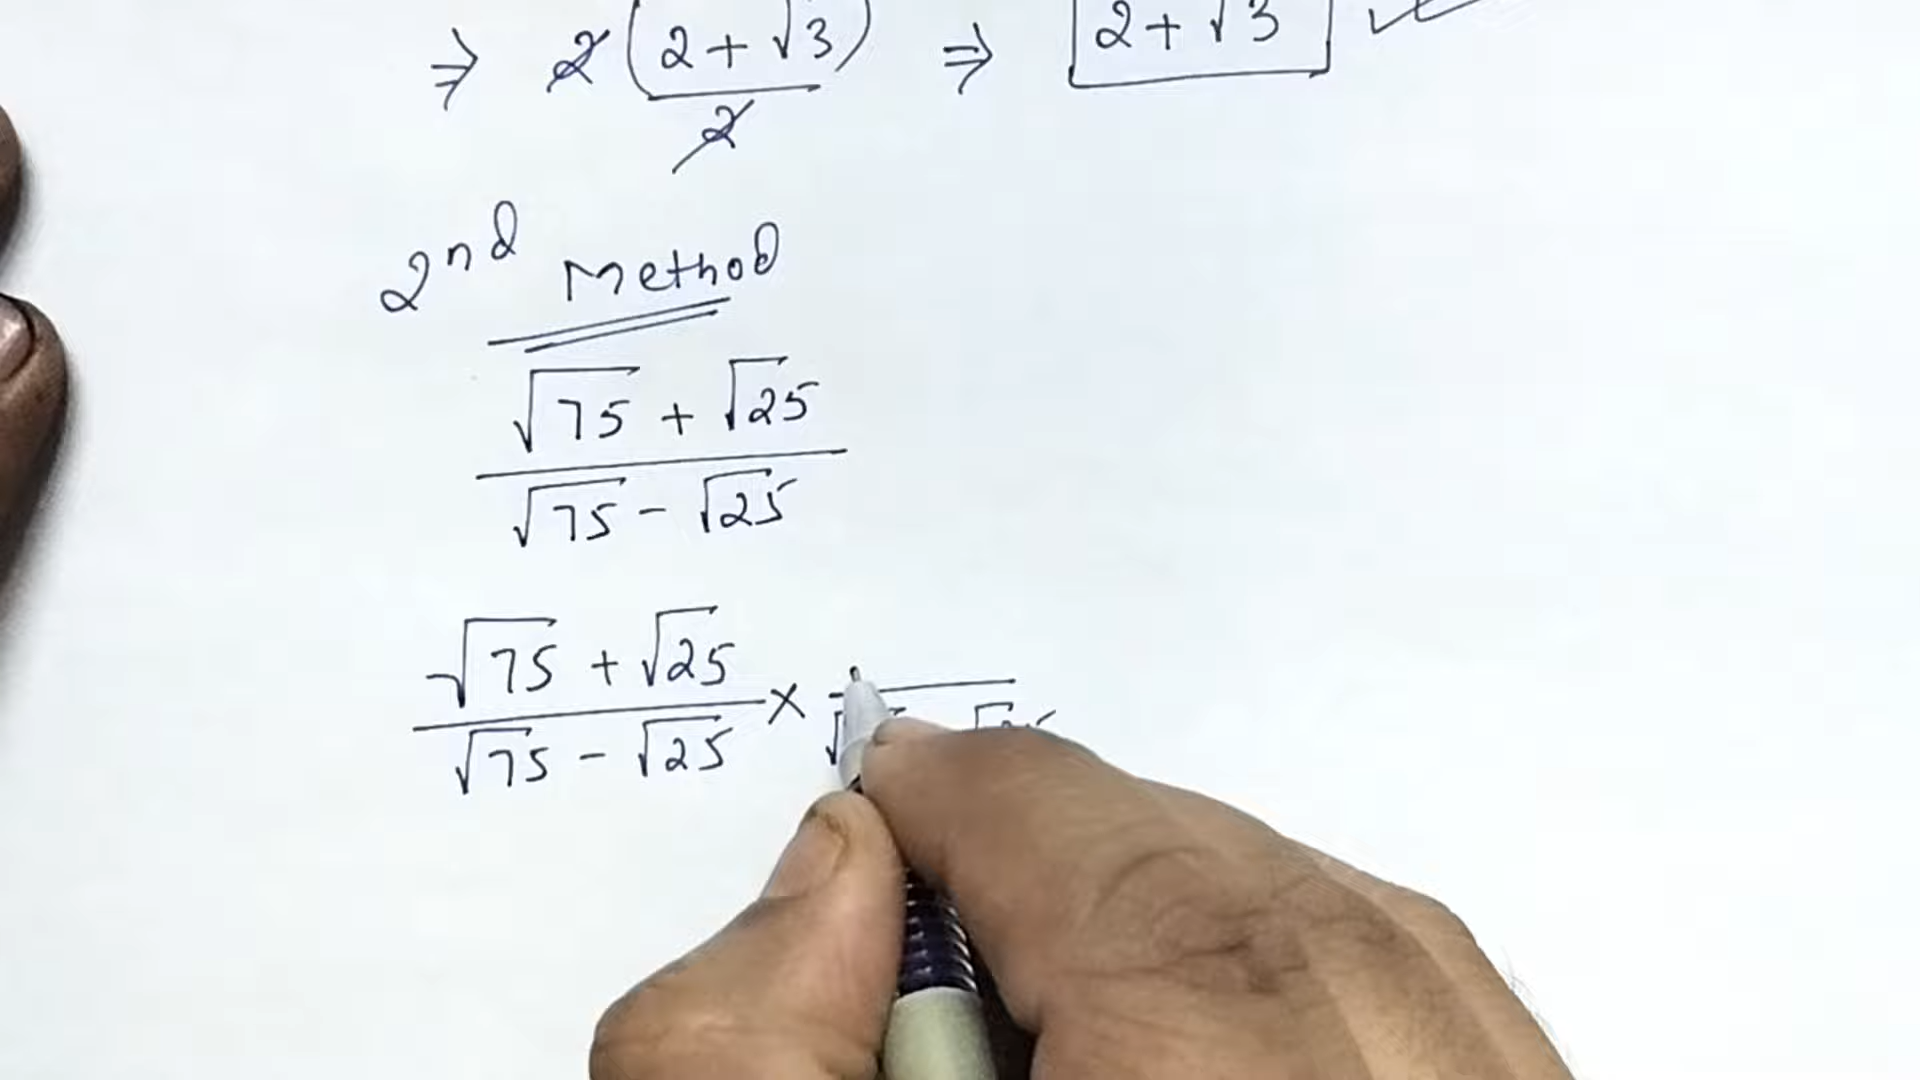 ⇒ 2(2+√3)/2 ⇒ 2+√3
2nd Method
√75 + √25
√75 - √25
√75 + √25 ×
√75 - √25